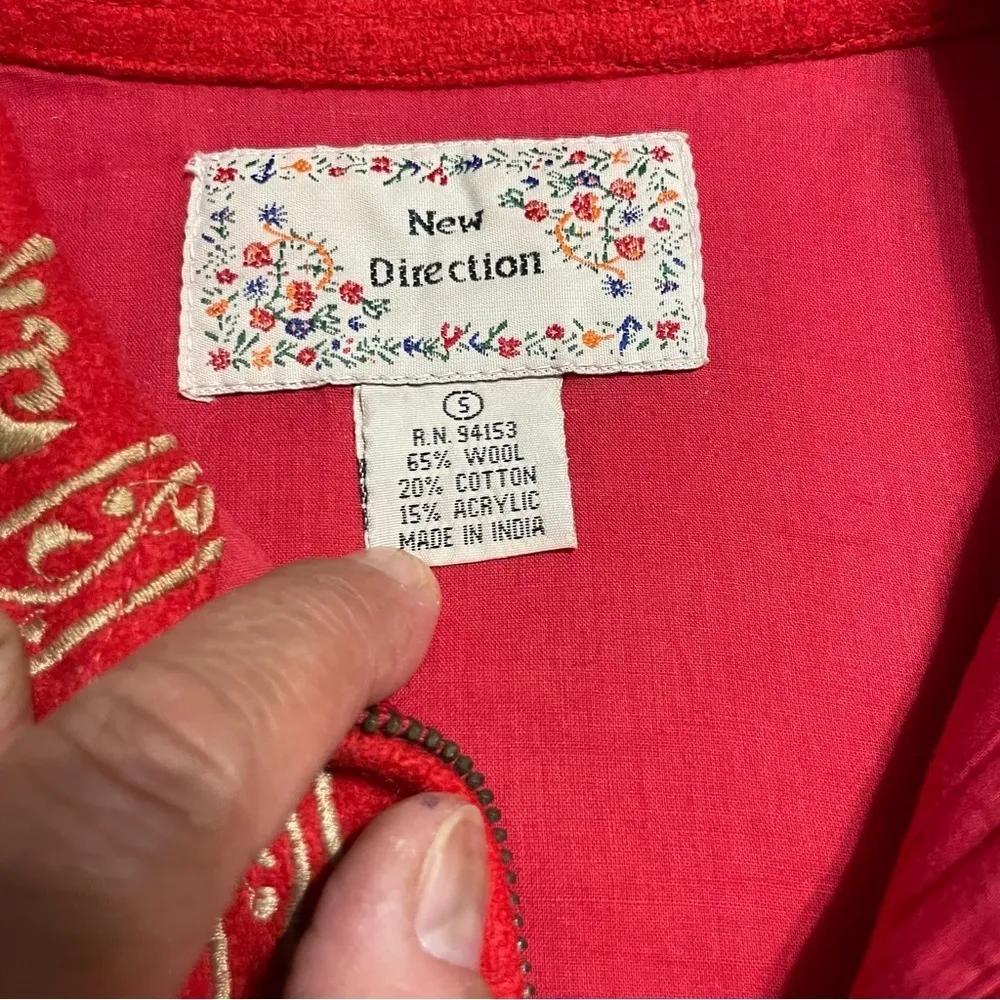 New
Direction
S
R.N. 94153
65% WOOL
20% COTTON
15% ACRYLIC
MADE IN INDIA